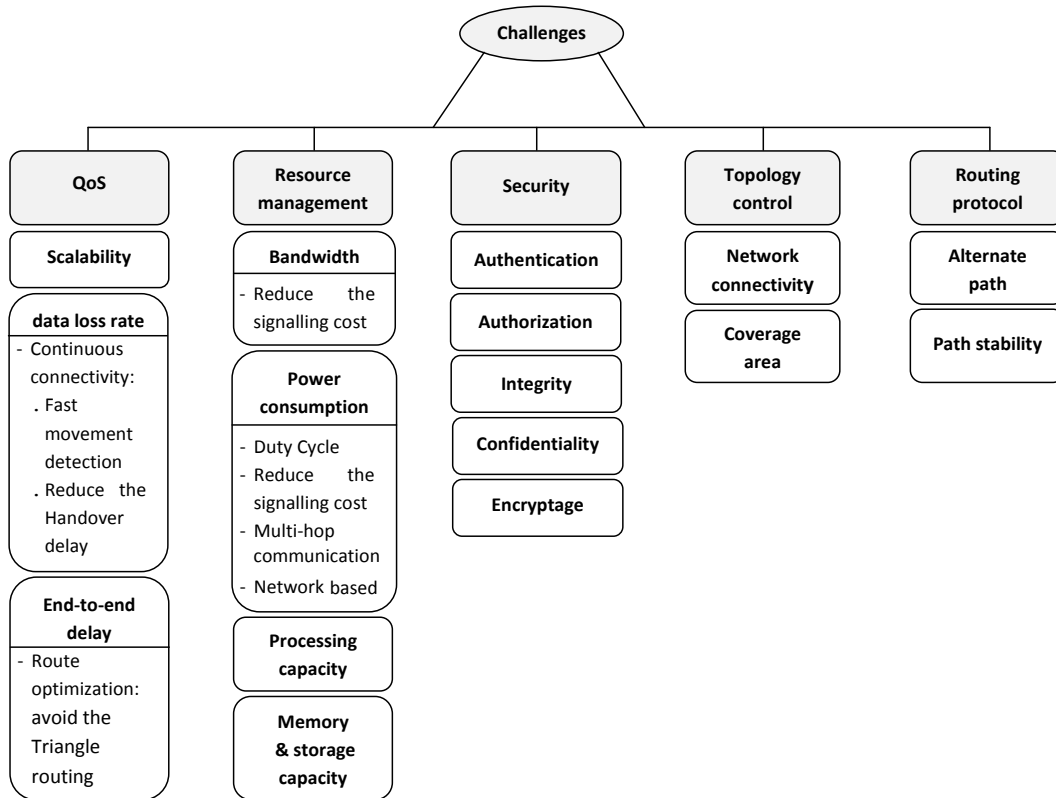 Challenges
QoS
Scalability
data loss rate
- Continuous
connectivity:
. Fast
movement
detection
. Reduce the
Handover
delay
End-to-end
delay
- Route
optimization:
avoid the
Triangle
routing
Resource
management
Bandwidth
- Reduce the
signalling cost
Power
consumption
- Duty Cycle
- Reduce the
signalling cost
- Multi-hop
communication
- Network based
Processing
capacity
Memory
& storage
capacity
Security
Authentication
Authorization
Integrity
Confidentiality
Encryptage
Topology
control
Network
connectivity
Coverage
area
Routing
protocol
Alternate
path
Path stability